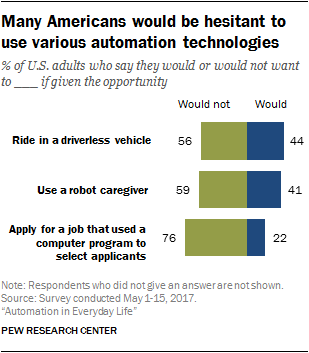 Many Americans would be hesitant to
use various automation technologies
% of U.S. adults who say they would or would not want
to ___ if given the opportunity
Would not Would
Ride in a driverless vehicle 56 44
Use a robot caregiver 59 41
Apply for a job that used a
computer program to 76 22
select applicants
Note: Respondents who did not give an answer are not shown.
Source: Survey conducted May 1-15, 2017.
"Automation in Everyday Life"
PEW RESEARCH CENTER